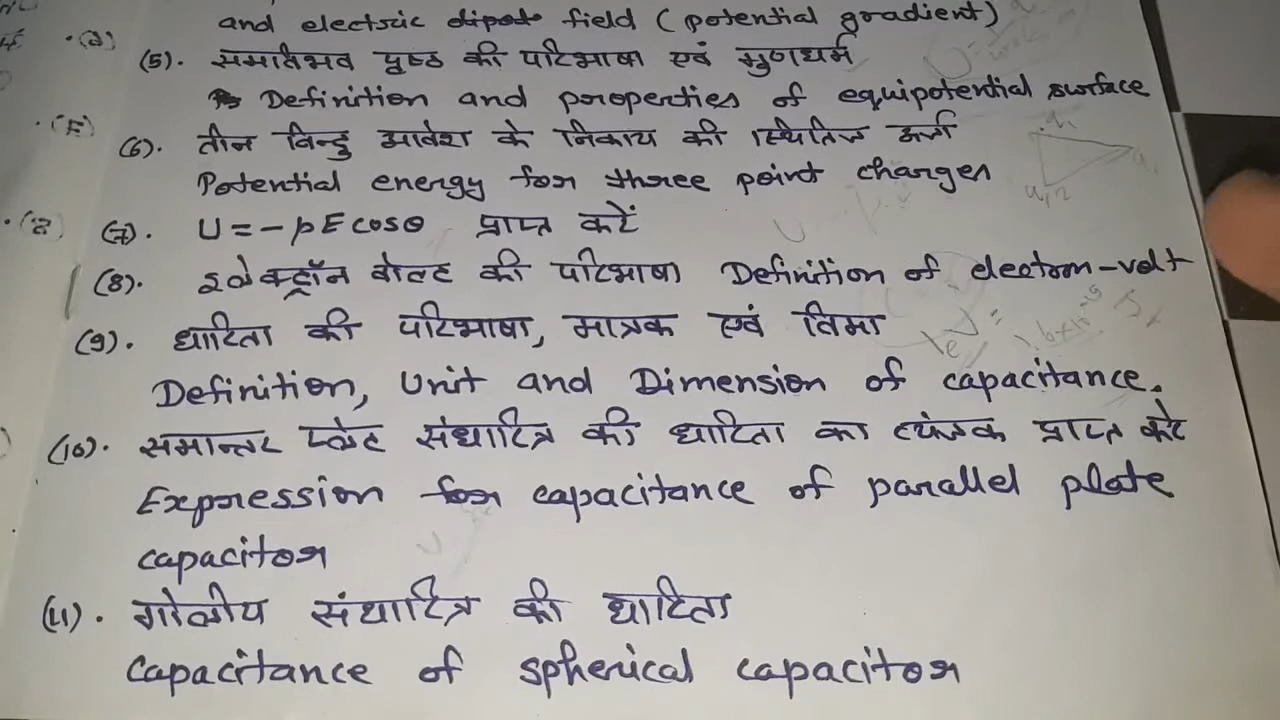 and electric dipole field (potential gradient)
(5). समविभव पृष्ठ की परिभाषा एवं गुणधर्म
Definition and properties of equipotential surface
(6). तीन बिन्दु आवेश के निकाय की स्थितिज ऊर्जा
Potential energy for three point charges
(7). U = -pE cosθ प्राप्त करें
(8). इलेक्ट्रॉन वोल्ट की परिभाषा Definition of electron-volt
(9). धारिता की परिभाषा, मात्रक एवं विमा
Definition, Unit and Dimension of capacitance.
(10). समान्तर प्लेट संधारित्र की धारिता का व्यंजक प्राप्त करें
Expression for capacitance of parallel plate
capacitor
(11). गोलीय संधारित्र की धारिता
Capacitance of spherical capacitor